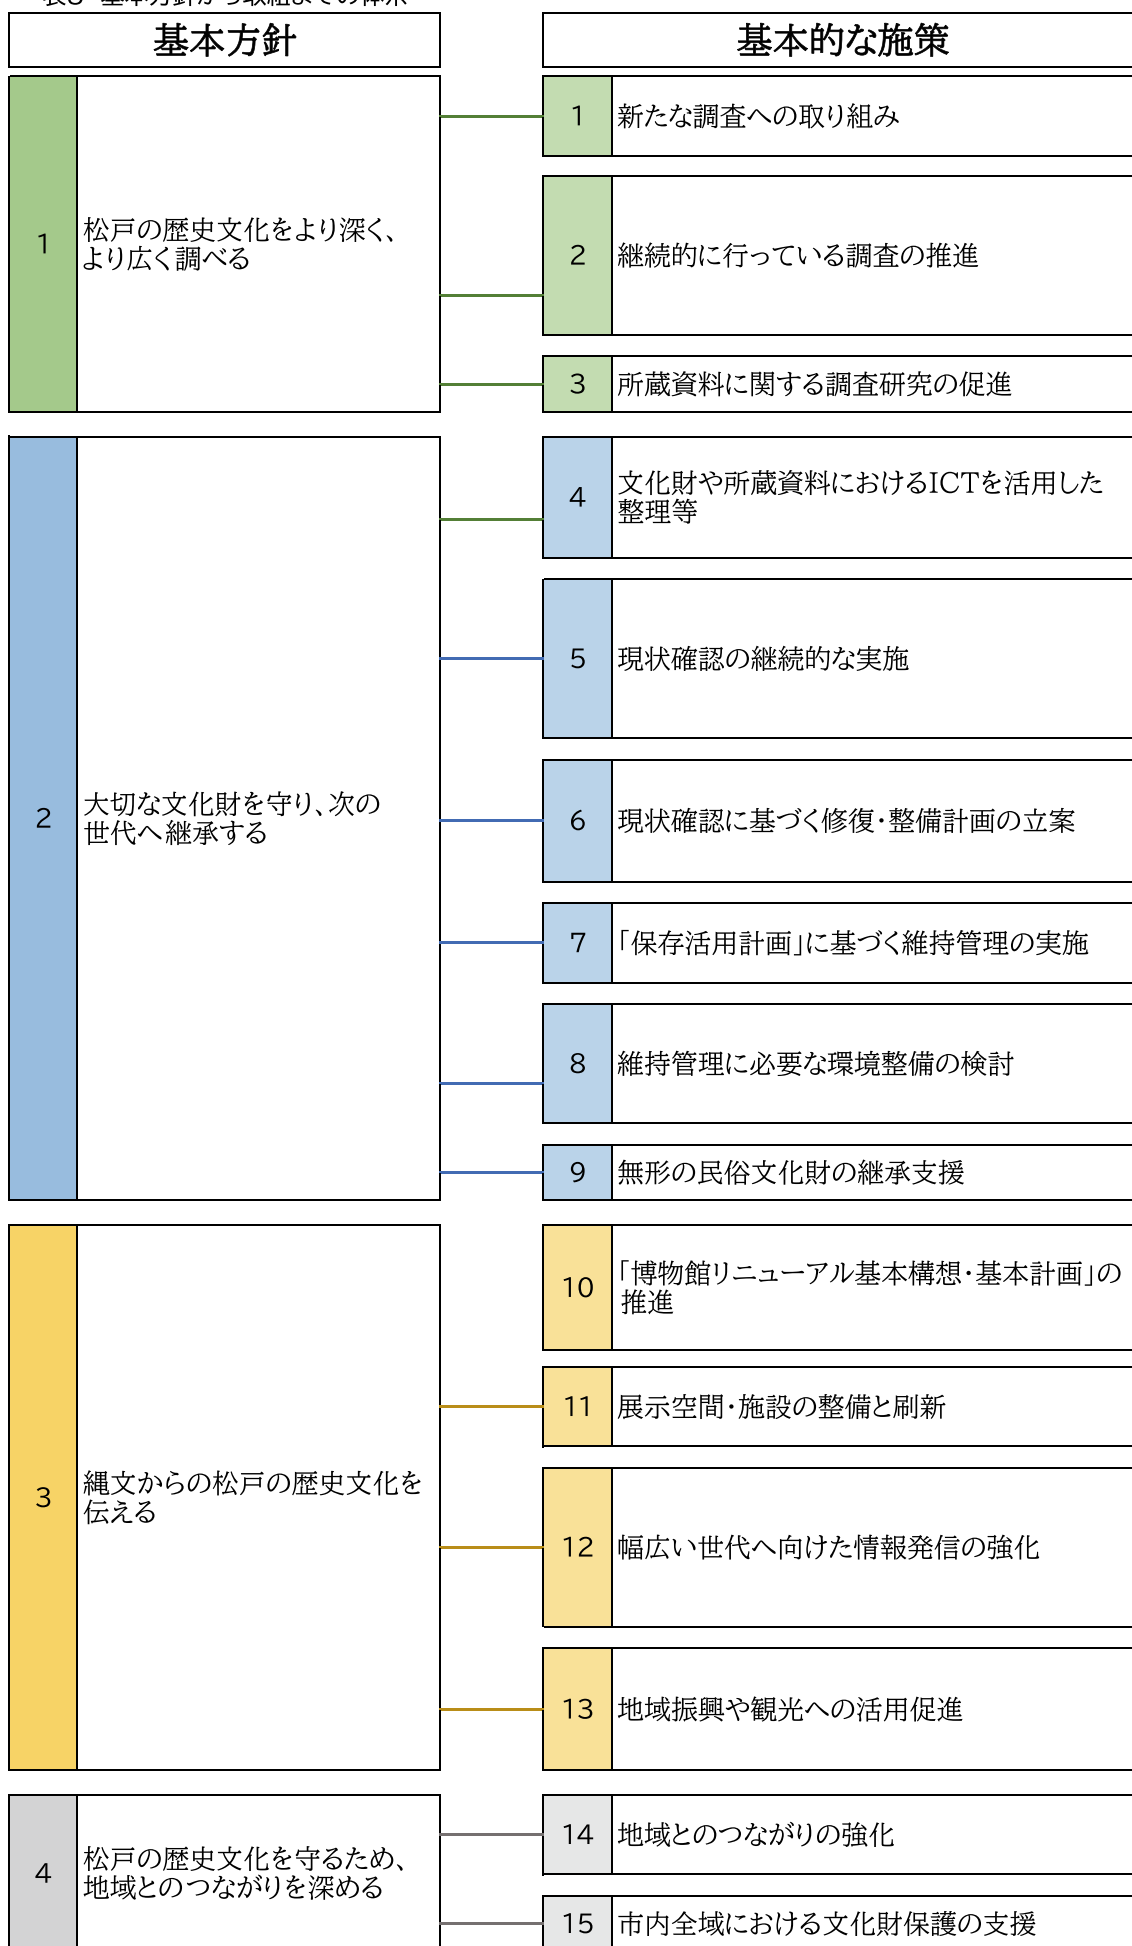 基本方針
基本的な施策
1
松戸の歴史文化をより深く、
より広く調べる
1
新たな調査への取り組み
2
継続的に行っている調査の推進
3
所蔵資料に関する調査研究の促進
2
大切な文化財を守り、次の
世代へ継承する
4
文化財や所蔵資料におけるICTを活用した
整理等
5
現状確認の継続的な実施
6
現状確認に基づく修復・整備計画の立案
7
「保存活用計画」に基づく維持管理の実施
8
維持管理に必要な環境整備の検討
9
無形の民俗文化財の継承支援
3
縄文からの松戸の歴史文化を
伝える
10
「博物館リニューアル基本構想・基本計画」の
推進
11
展示空間・施設の整備と刷新
12
幅広い世代へ向けた情報発信の強化
13
地域振興や観光への活用促進
4
松戸の歴史文化を守るため、
地域とのつながりを深める
14
地域とのつながりの強化
15
市内全域における文化財保護の支援